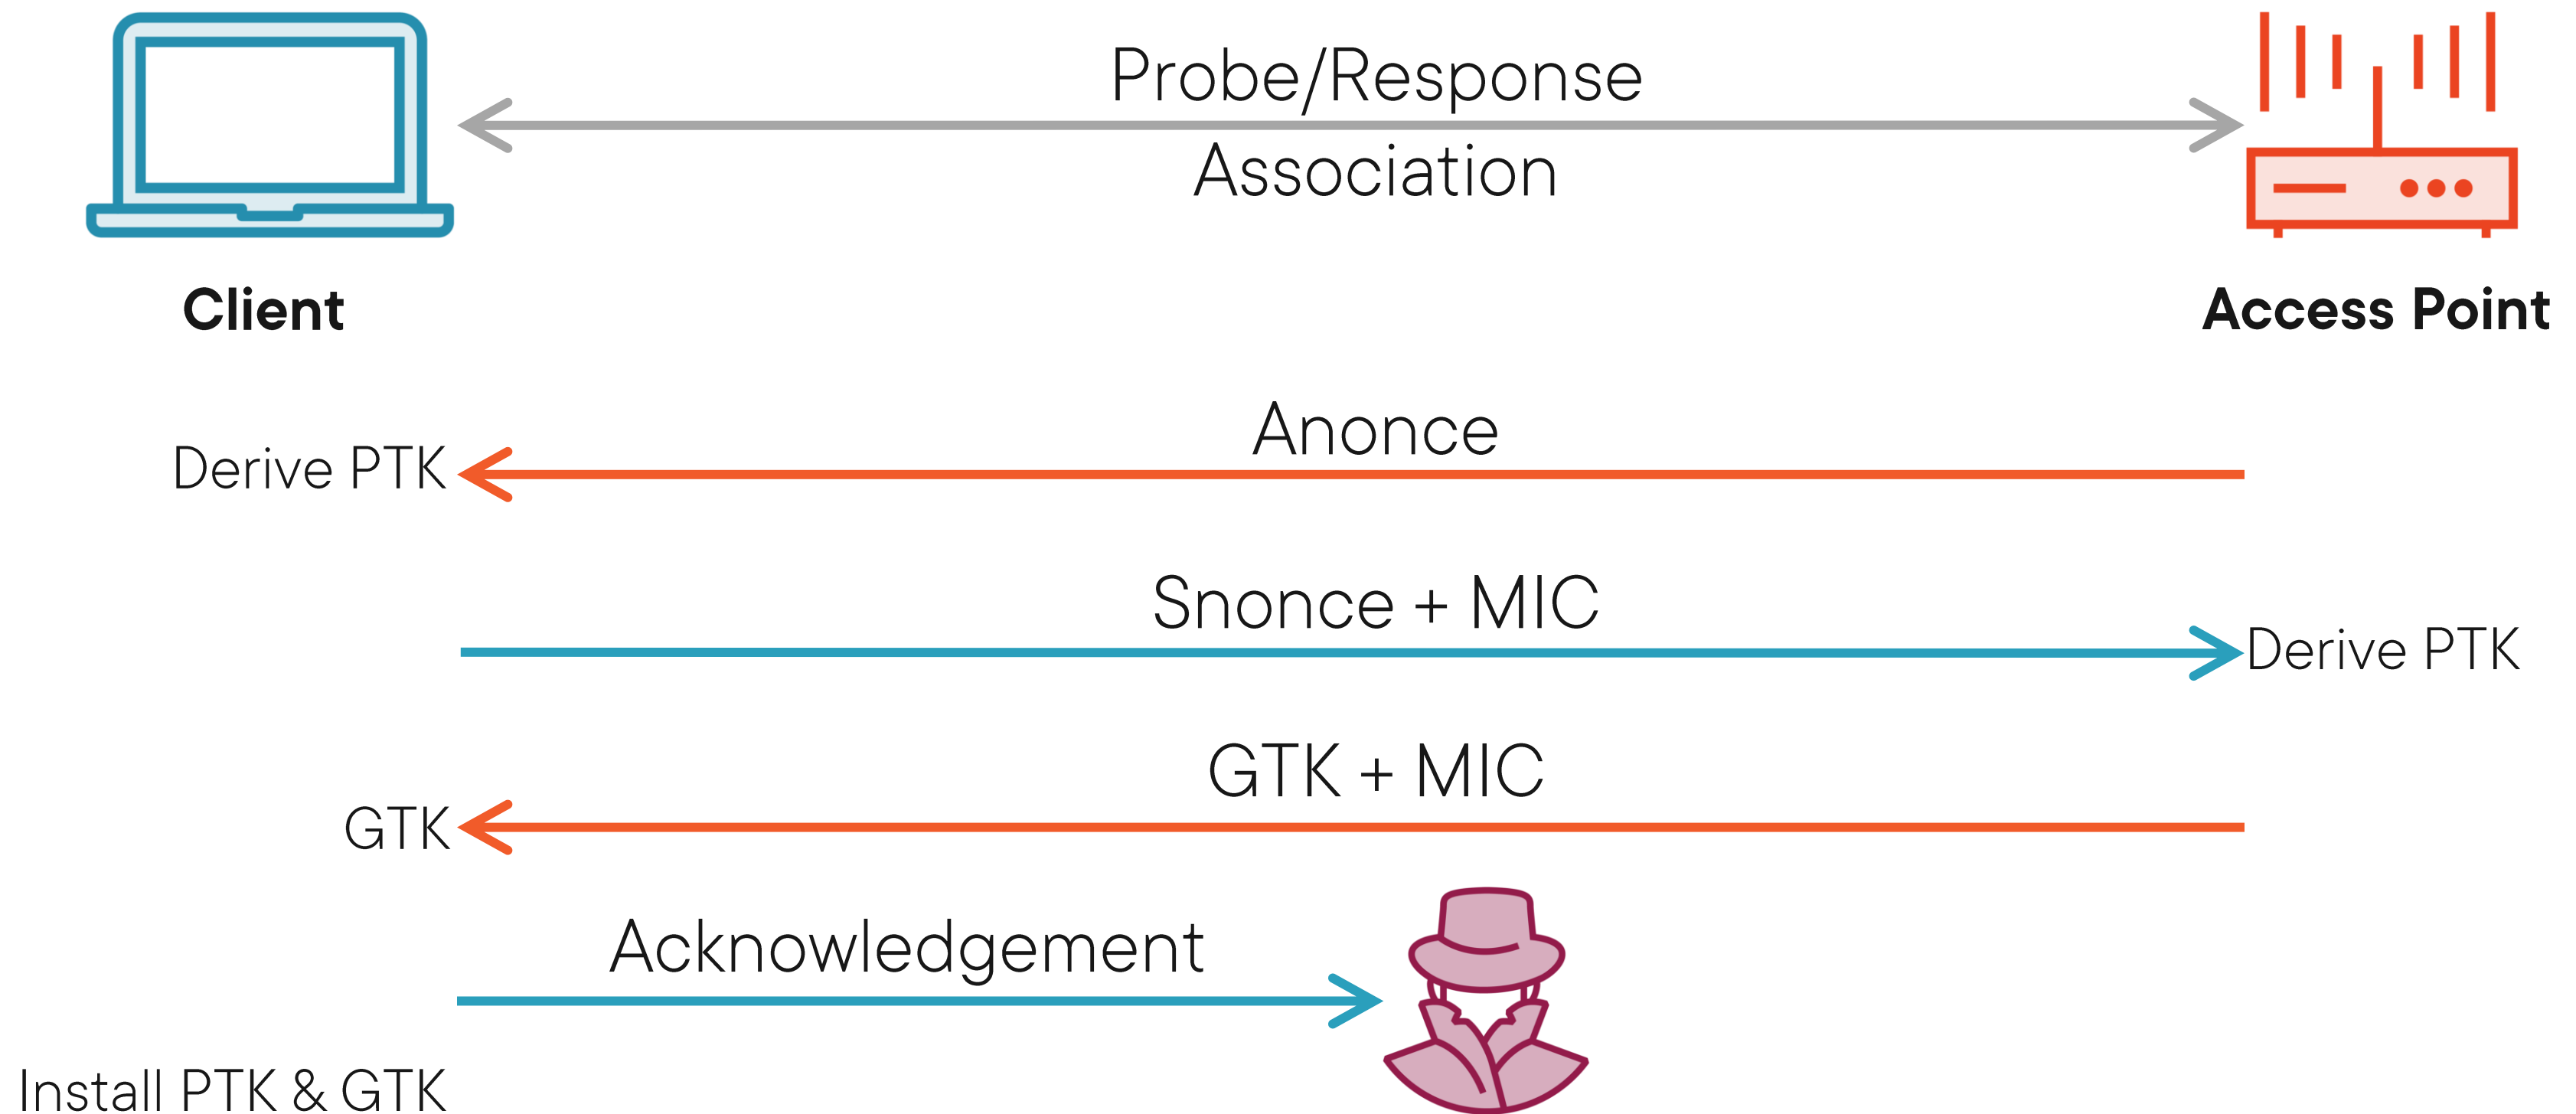 Probe/Response
Association
Client
Access Point
Anonce
Derive PTK
Snonce + MIC
Derive PTK
GTK + MIC
GTK
Acknowledgement
Install PTK & GTK